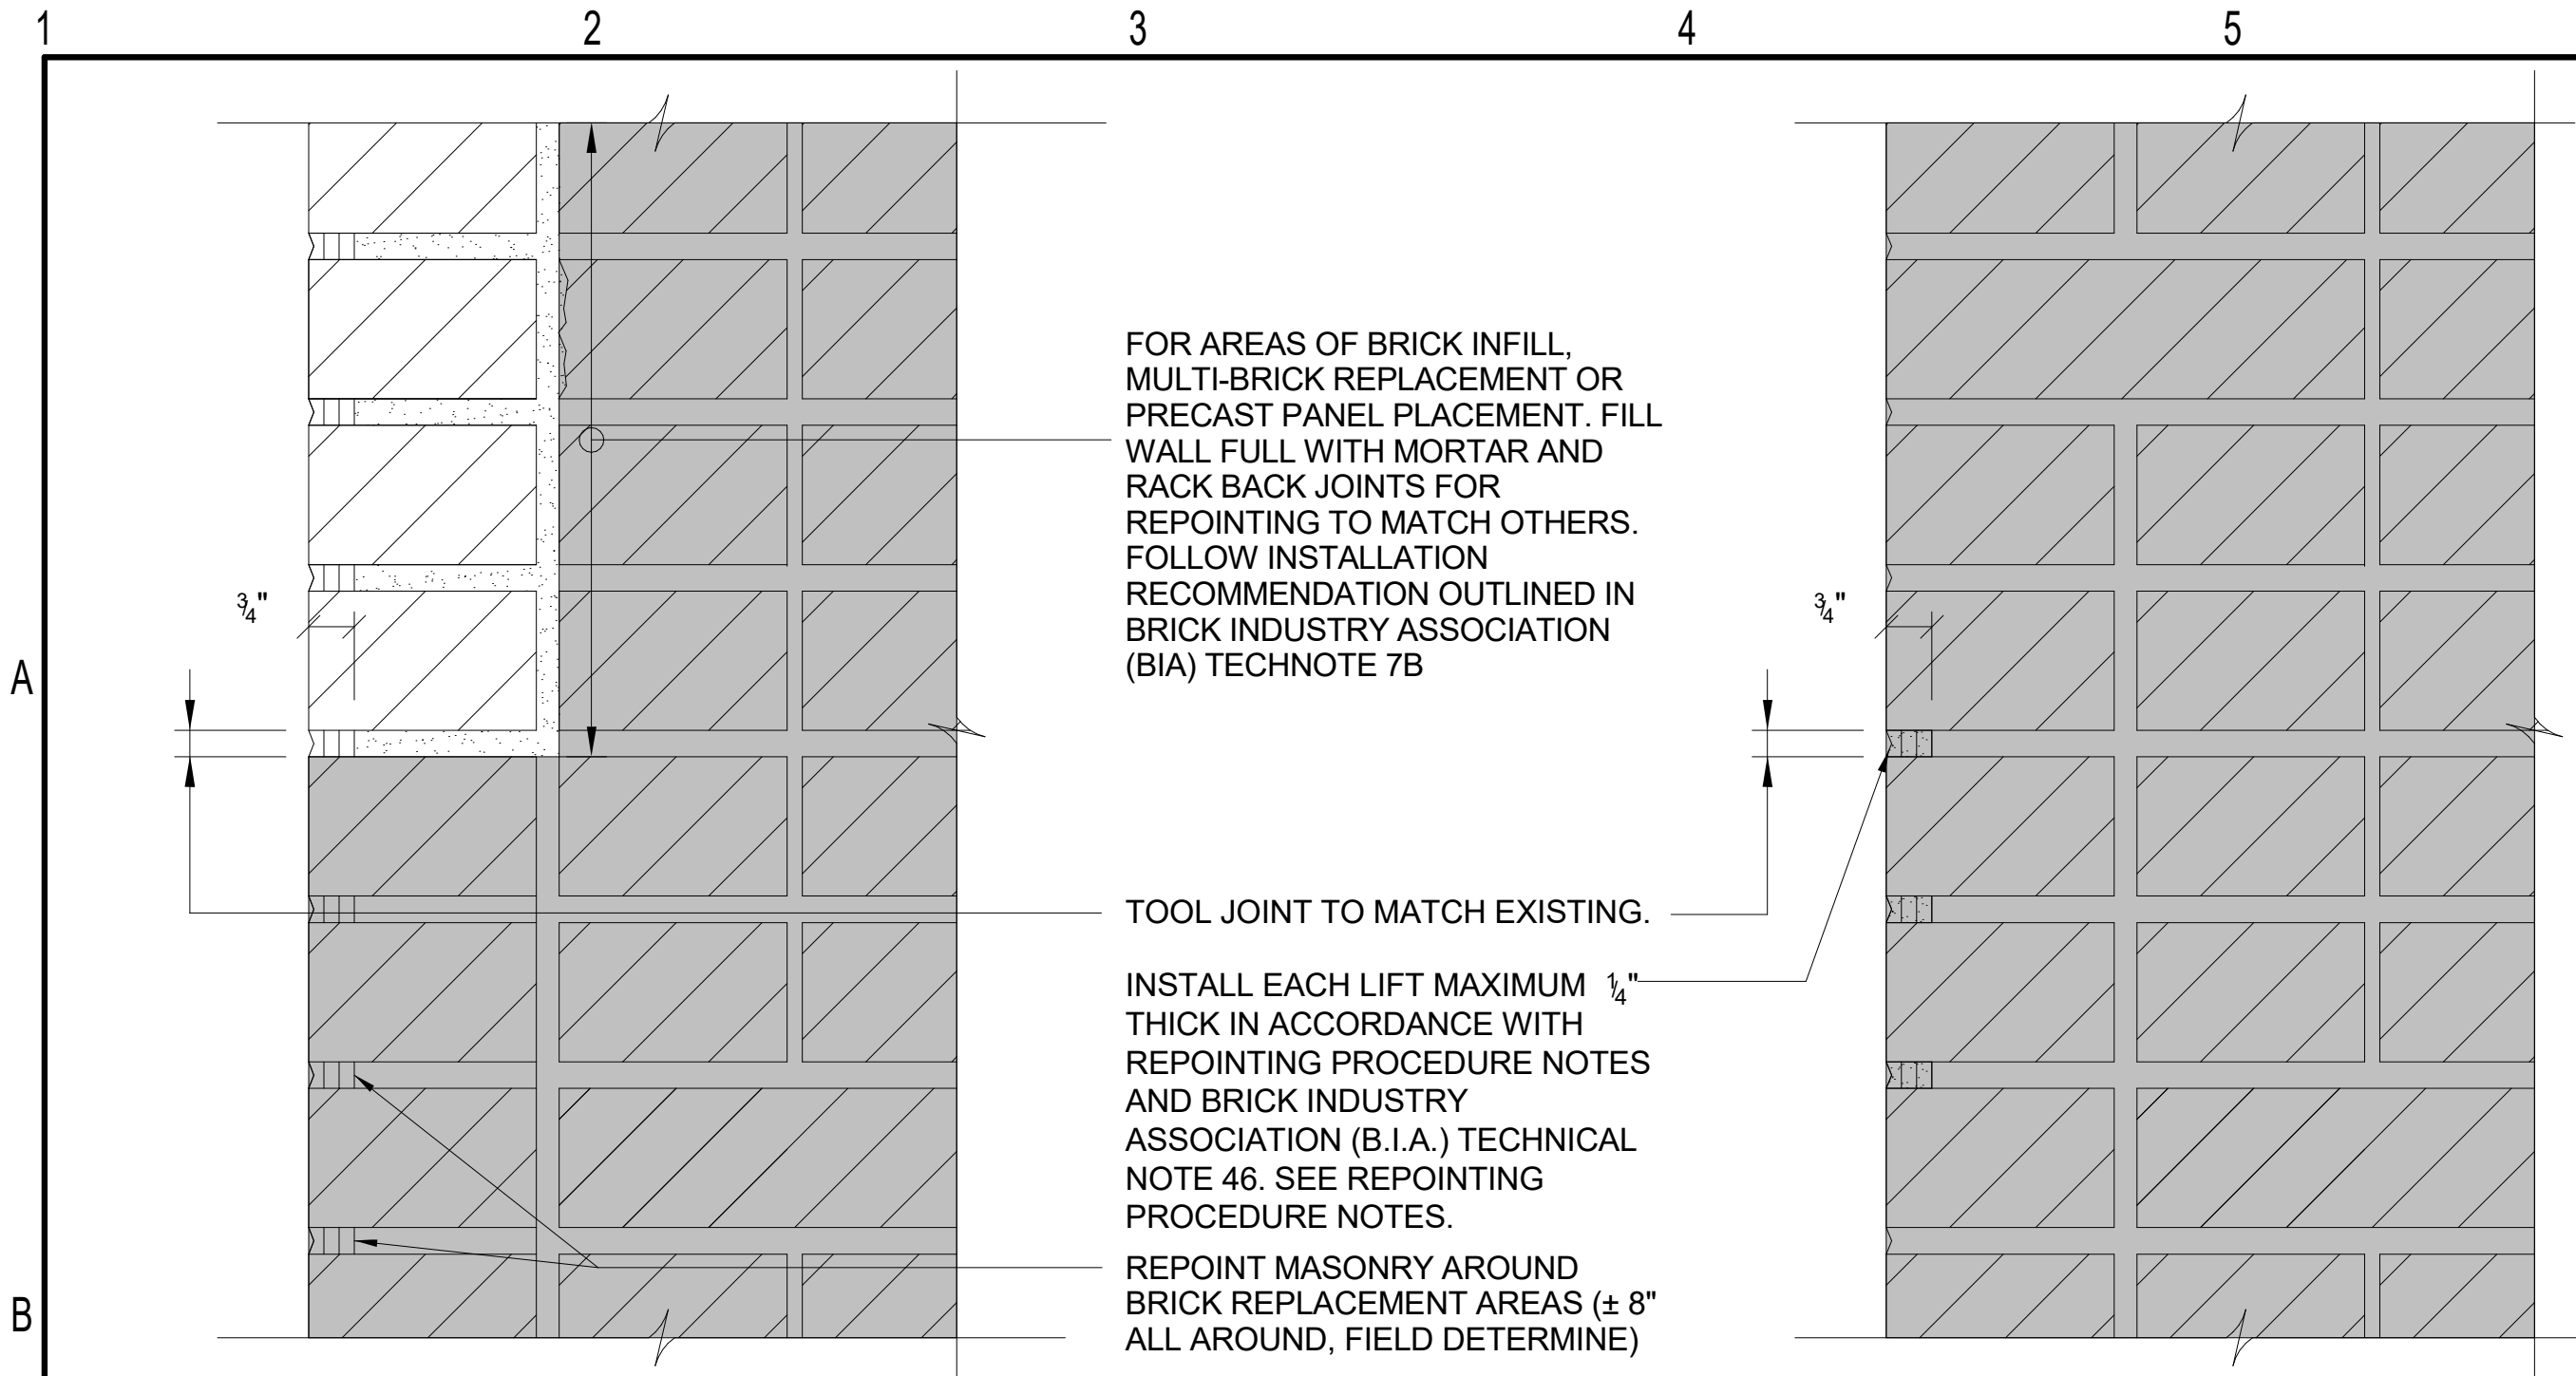 1 2 3 4 5
FOR AREAS OF BRICK INFILL,
MULTI-BRICK REPLACEMENT OR
PRECAST PANEL PLACEMENT. FILL
WALL FULL WITH MORTAR AND
RACK BACK JOINTS FOR
REPOINTING TO MATCH OTHERS.
FOLLOW INSTALLATION
RECOMMENDATION OUTLINED IN
BRICK INDUSTRY ASSOCIATION
(BIA) TECHNOTE 7B
3/4"
3/4"
A
TOOL JOINT TO MATCH EXISTING.
INSTALL EACH LIFT MAXIMUM 1/4"
THICK IN ACCORDANCE WITH
REPOINTING PROCEDURE NOTES
AND BRICK INDUSTRY
ASSOCIATION (B.I.A.) TECHNICAL
NOTE 46. SEE REPOINTING
PROCEDURE NOTES.
REPOINT MASONRY AROUND
BRICK REPLACEMENT AREAS (± 8"
ALL AROUND, FIELD DETERMINE)
B